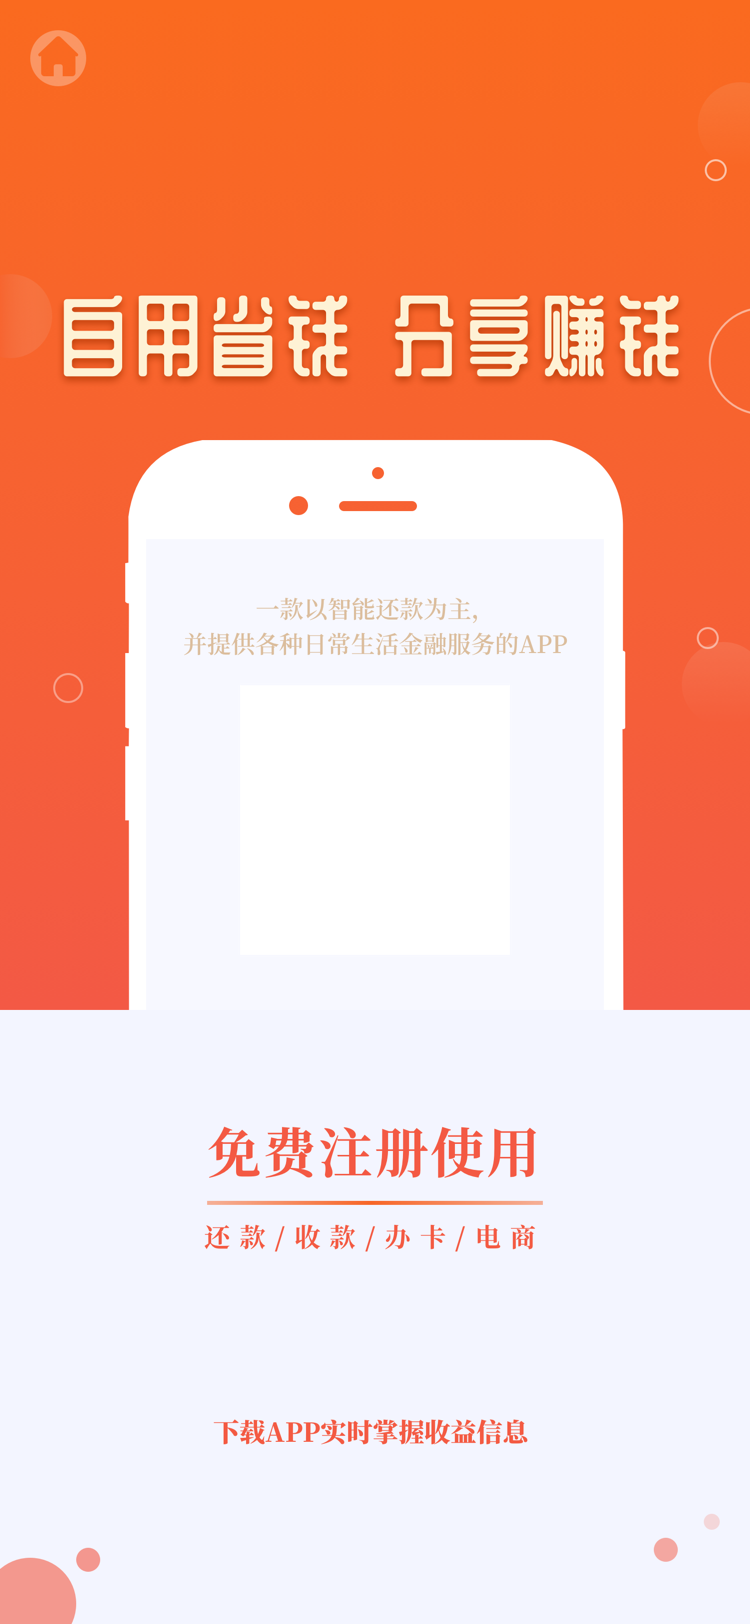 自用省钱 分享赚钱
一款以智能还款为主，
并提供各种日常生活金融服务的APP
免费注册使用
还款/收款/办卡/电商
下载APP实时掌握收益信息